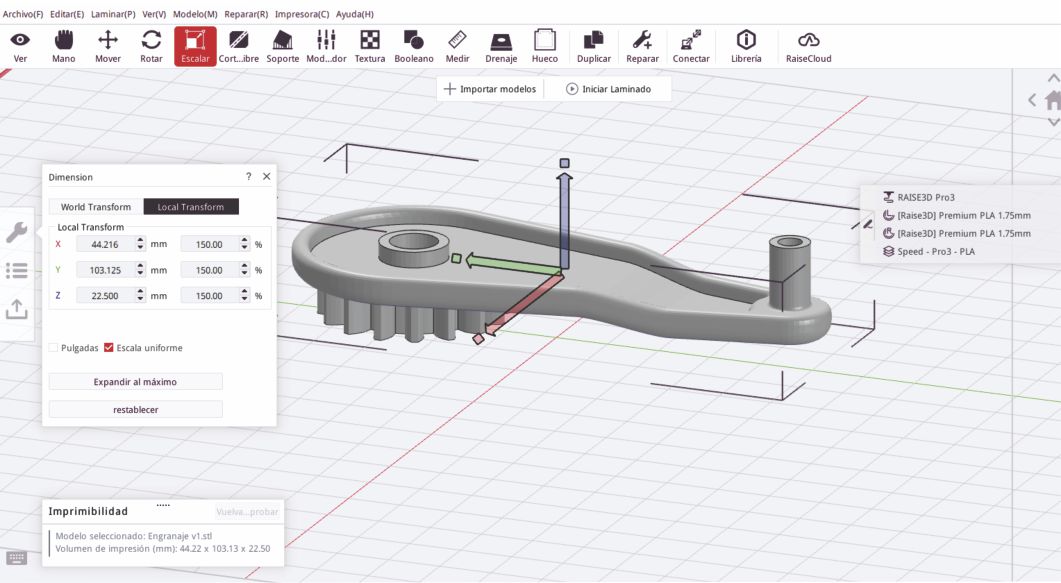 Archivo(F) Editar(E) Laminar(P) Ver(V) Modelo(M) Reparar(R) Impresora(C) Ayuda(H)
Ver Mano Mover Rotar Escalar Cort...ibre Soporte Mod...dor Textura Booleano Medir Drenaje Hueco Duplicar Reparar Conectar Librería RaiseCloud
Importar modelos Iniciar Laminado
Dimension ?
World Transform Local Transform
Local Transform
X 44.216 mm 150.00 %
Y 103.125 mm 150.00 %
Z 22.500 mm 150.00 %
Pulgadas Escala uniforme
Expandir al máximo
restablecer
RAISE3D Pro3
[Raise3D] Premium PLA 1.75mm
[Raise3D] Premium PLA 1.75mm
Speed - Pro3 - PLA
Imprimibilidad Vuelva...probar
Modelo seleccionado: Engranaje v1.stl
Volumen de impresión (mm): 44.22 x 103.13 x 22.50